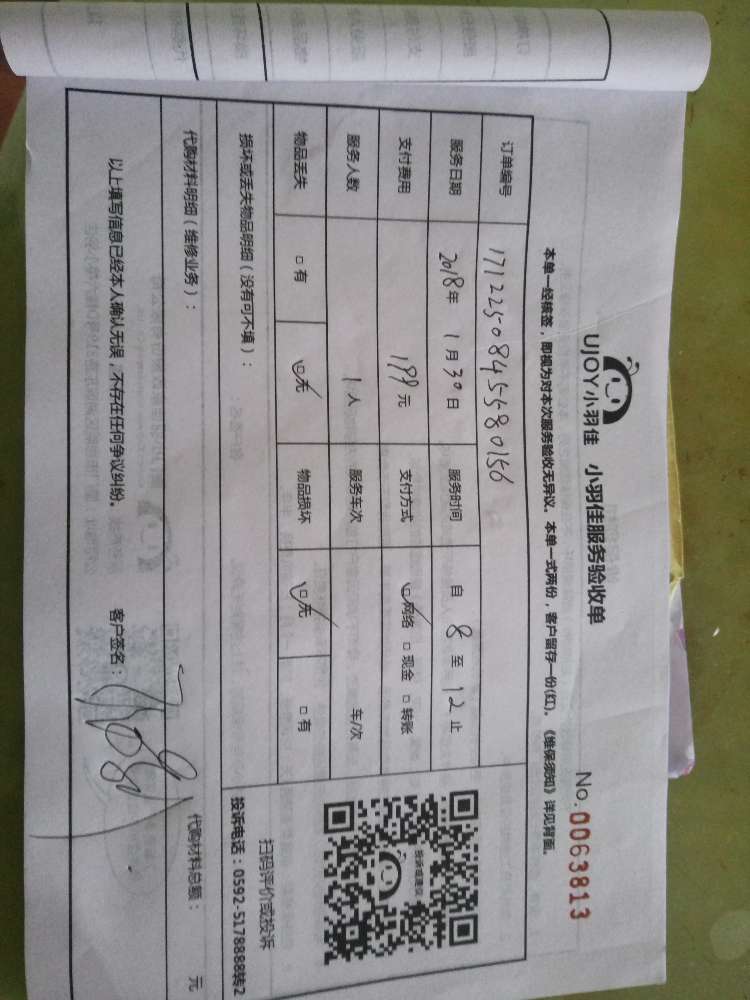 UJOY小羽佳 小羽佳服务验收单
No.0063813
本单一经核签，即视为对本次服务验收无异议。本单一式两份，客户留存一份(红)。《维保须知》详见背面。
订单编号 17122508455580156
服务日期 2018年 1月 30日 服务时间 自 8 至 12 止
支付费用 199 元 支付方式 ☑网络 □现金 □转账
服务人数 1人 服务车次 车/次
物品丢失 □有 ☑无 物品损坏 ☑无 □有
损坏或丢失物品明细（没有可不填）：
扫码评价或投诉
投诉电话：0592-5178888转2
代购材料明细（维修业务）：
代购材料总额： 元
以上填写信息已经本人确认无误，不存在任何争议纠纷。 客户签名：